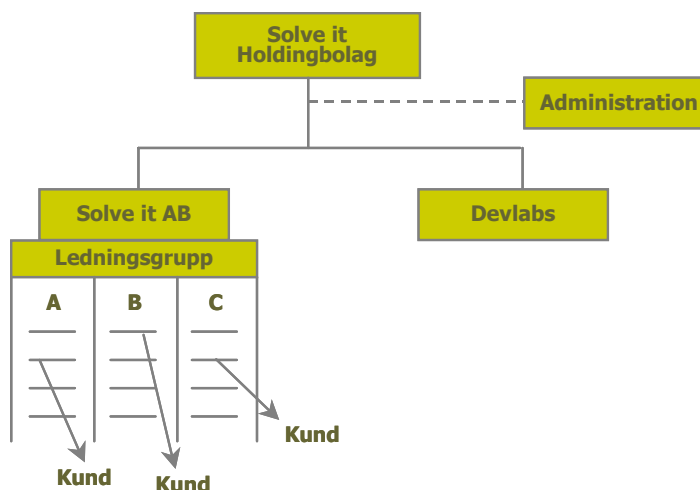 Solve it
Holdingbolag
Administration
Solve it AB
Devlabs
Ledningsgrupp
A B C
Kund
Kund
Kund